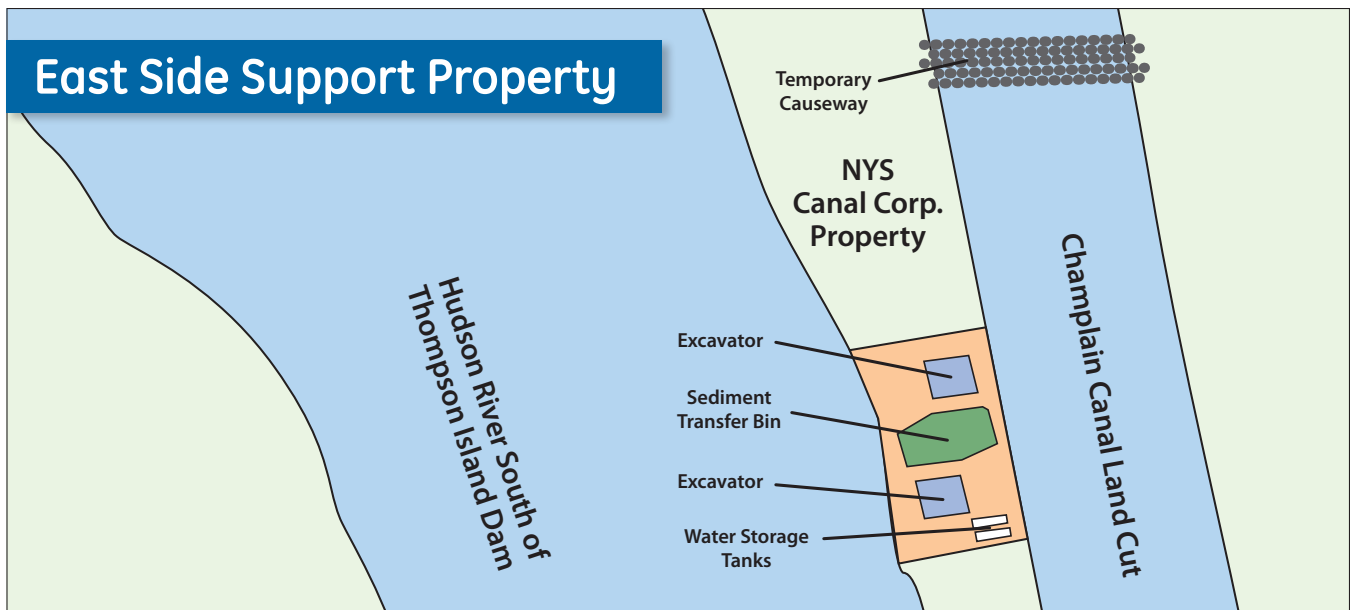 East Side Support Property
Temporary
Causeway
NYS
Canal Corp.
Property
Hudson River South of
Thompson Island Dam
Champlain Canal Land Cut
Excavator
Sediment
Transfer Bin
Excavator
Water Storage
Tanks